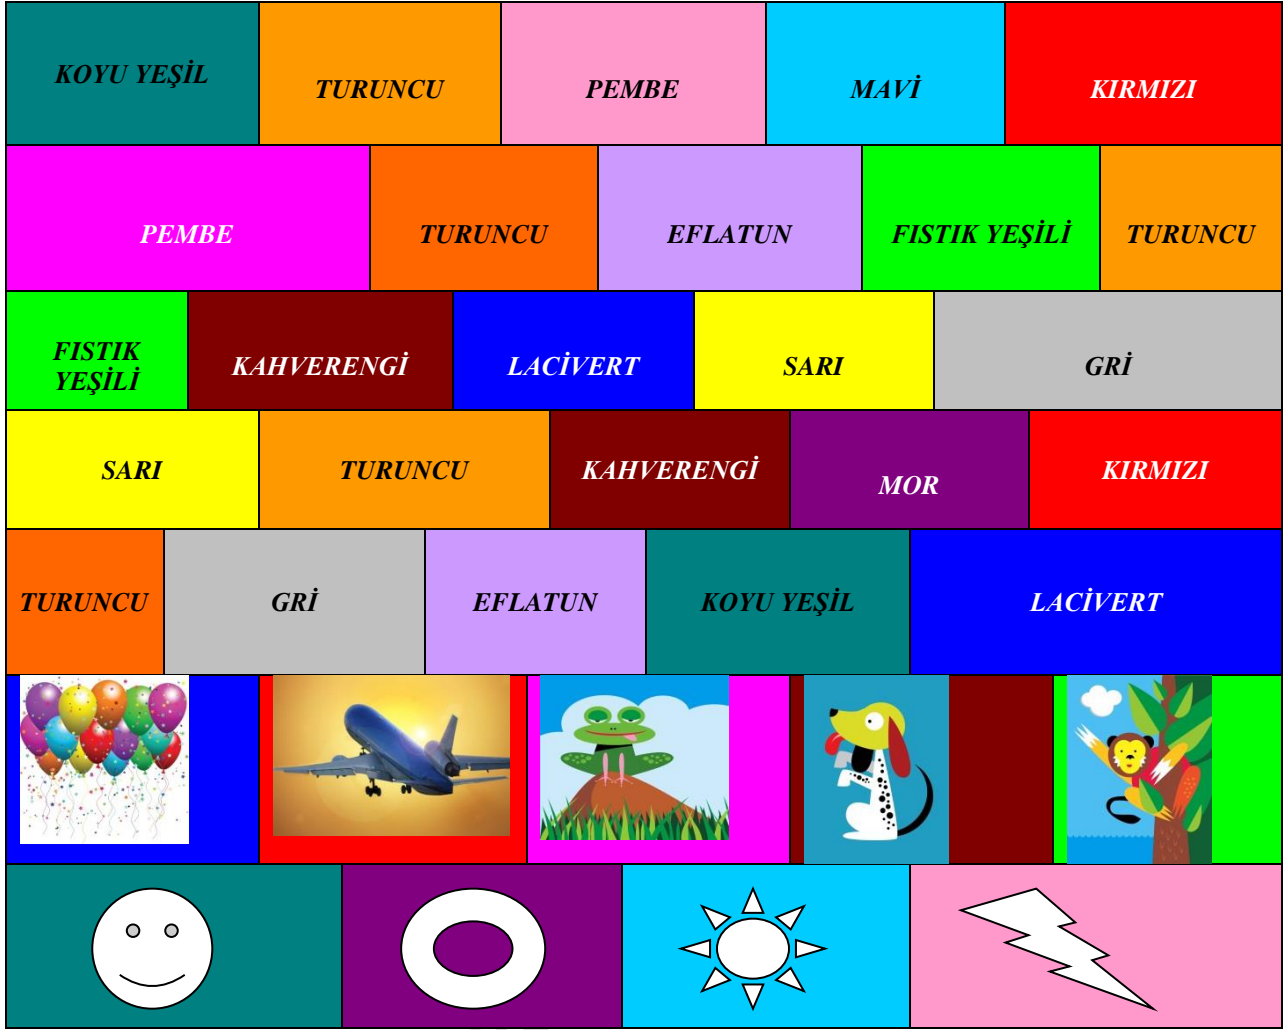 KOYU YEŞİL
TURUNCU
PEMBE
MAVİ
KIRMIZI
PEMBE
TURUNCU
EFLATUN
FISTIK YEŞİLİ
TURUNCU
FISTIK
YEŞİLİ
KAHVERENGİ
LACİVERT
SARI
GRİ
SARI
TURUNCU
KAHVERENGİ
MOR
KIRMIZI
TURUNCU
GRİ
EFLATUN
KOYU YEŞİL
LACİVERT